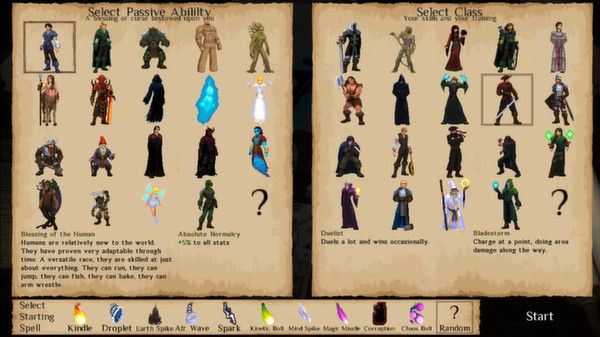 Select Passive Abililty
A blessing or curse bestowed upon you
Select Class
Your skills and your training
?
Blessing of the Human
Humans are relatively new to the world.
They have proven very adaptable through
time. A versatile race, they are skilled at just
about everything. They can run, they can
jump, they can fish, they can bake, they can
arm wrestle.
Absolute Normalcy
+5% to all stats
?
Duelist
Duels a lot and wins occasionally.
Bladestorm
Charge at a point, doing area
damage along the way.
Select
Starting
Spell
Kindle
Droplet
Earth Spike
Air Wave
Spark
Kinetic Bolt
Mind Spike
Magic Missile
Corruption
Chaos Bolt
?
Random
Start